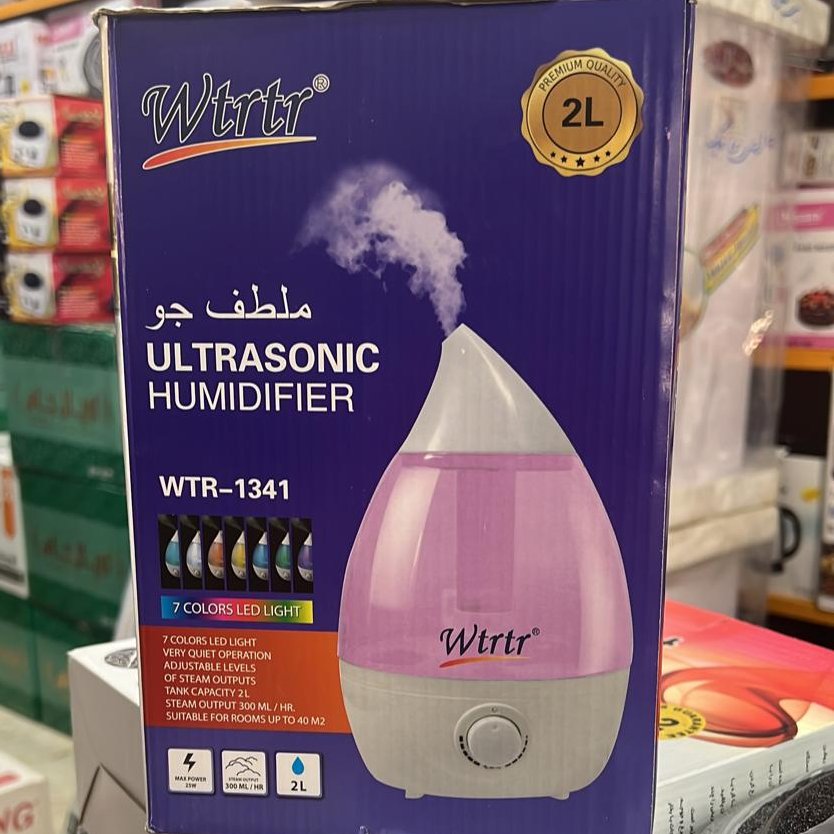 Wtrtr®
PREMIUM QUALITY
2L
ملطف جو
ULTRASONIC
HUMIDIFIER
WTR-1341
7 COLORS LED LIGHT
7 COLORS LED LIGHT
VERY QUIET OPERATION
ADJUSTABLE LEVELS
OF STEAM OUTPUTS
TANK CAPACITY 2 L
STEAM OUTPUT 300 ML / HR.
SUITABLE FOR ROOMS UP TO 40 M2
MAX POWER
25W
STEAM OUTPUT
300 ML / HR
2L
Wtrtr®
NG